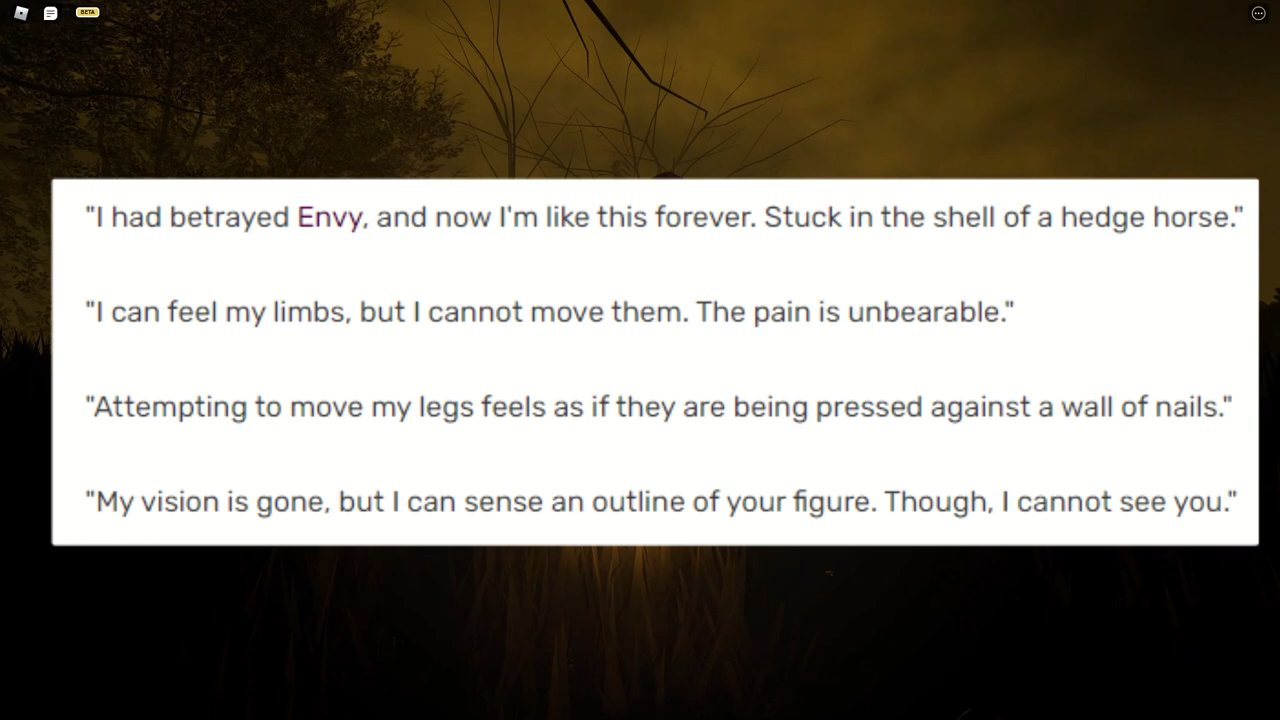 BETA
"I had betrayed Envy, and now I'm like this forever. Stuck in the shell of a hedge horse."
"I can feel my limbs, but I cannot move them. The pain is unbearable."
"Attempting to move my legs feels as if they are being pressed against a wall of nails."
"My vision is gone, but I can sense an outline of your figure. Though, I cannot see you."